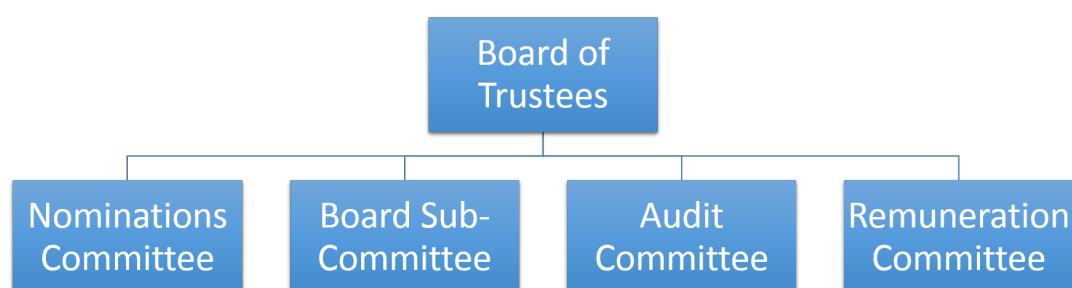 Board of
Trustees
Nominations
Committee
Board Sub-
Committee
Audit
Committee
Remuneration
Committee